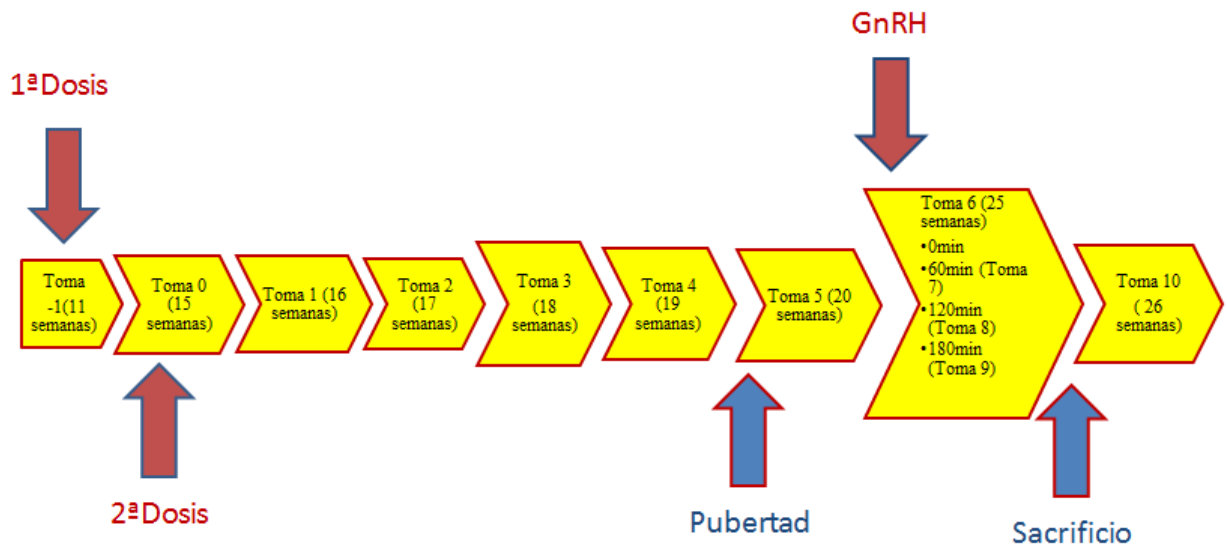 GnRH
1ªDosis
Toma
-1(11
semanas)
Toma 0
(15
semanas)
Toma 1 (16
semanas)
Toma 2
(17
semanas)
Toma 3
(18
semanas)
Toma 4
(19
semanas)
Toma 5 (20
semanas)
Toma 6 (25
semanas)
•0min
•60min (Toma
7)
•120min
(Toma 8)
•180min
(Toma 9)
Toma 10
( 26
semanas)
2ªDosis
Pubertad
Sacrificio